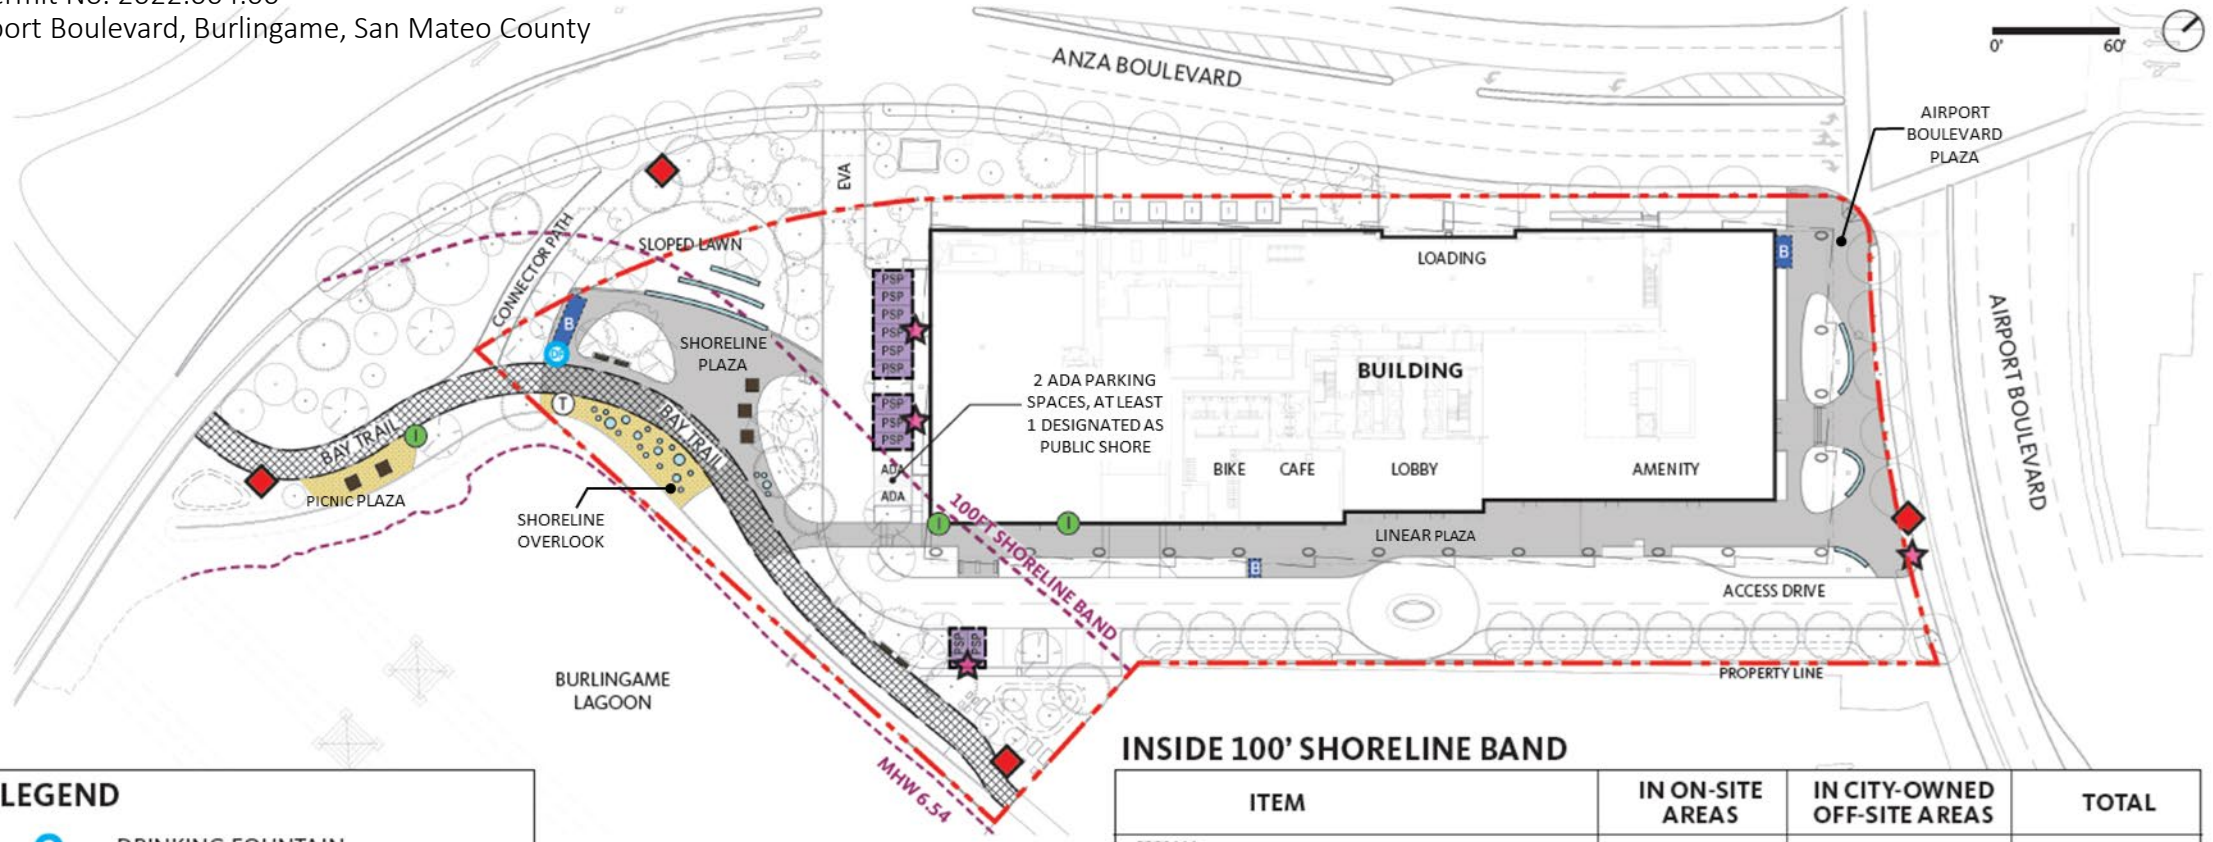 port Boulevard, Burlingame, San Mateo County
0'
60'
ANZA BOULEVARD
AIRPORT
BOULEVARD
PLAZA
EVA
CONNECTOR PATH
SLOPED LAWN
LOADING
B
B
PSP
PSP
PSP
PSP
PSP
PSP
SHORELINE
PLAZA
DF
AIRPORT BOULEVARD
2 ADA PARKING
SPACES, AT LEAST
1 DESIGNATED AS
PUBLIC SHORE
BUILDING
PSP
PSP
PSP
T
BAY TRAIL
BAY TRAIL
I
ADA
ADA
BIKE
CAFE
LOBBY
AMENITY
PICNIC PLAZA
SHORELINE
OVERLOOK
100FT SHORELINE BAND
I
I
LINEAR PLAZA
B
ACCESS DRIVE
PSP
PSP
PROPERTY LINE
BURLINGAME
LAGOON
MHW 6.54
INSIDE 100' SHORELINE BAND
LEGEND
ITEM
IN ON-SITE
AREAS
IN CITY-OWNED
OFF-SITE AREAS
TOTAL
DRINKING FOUNTAIN